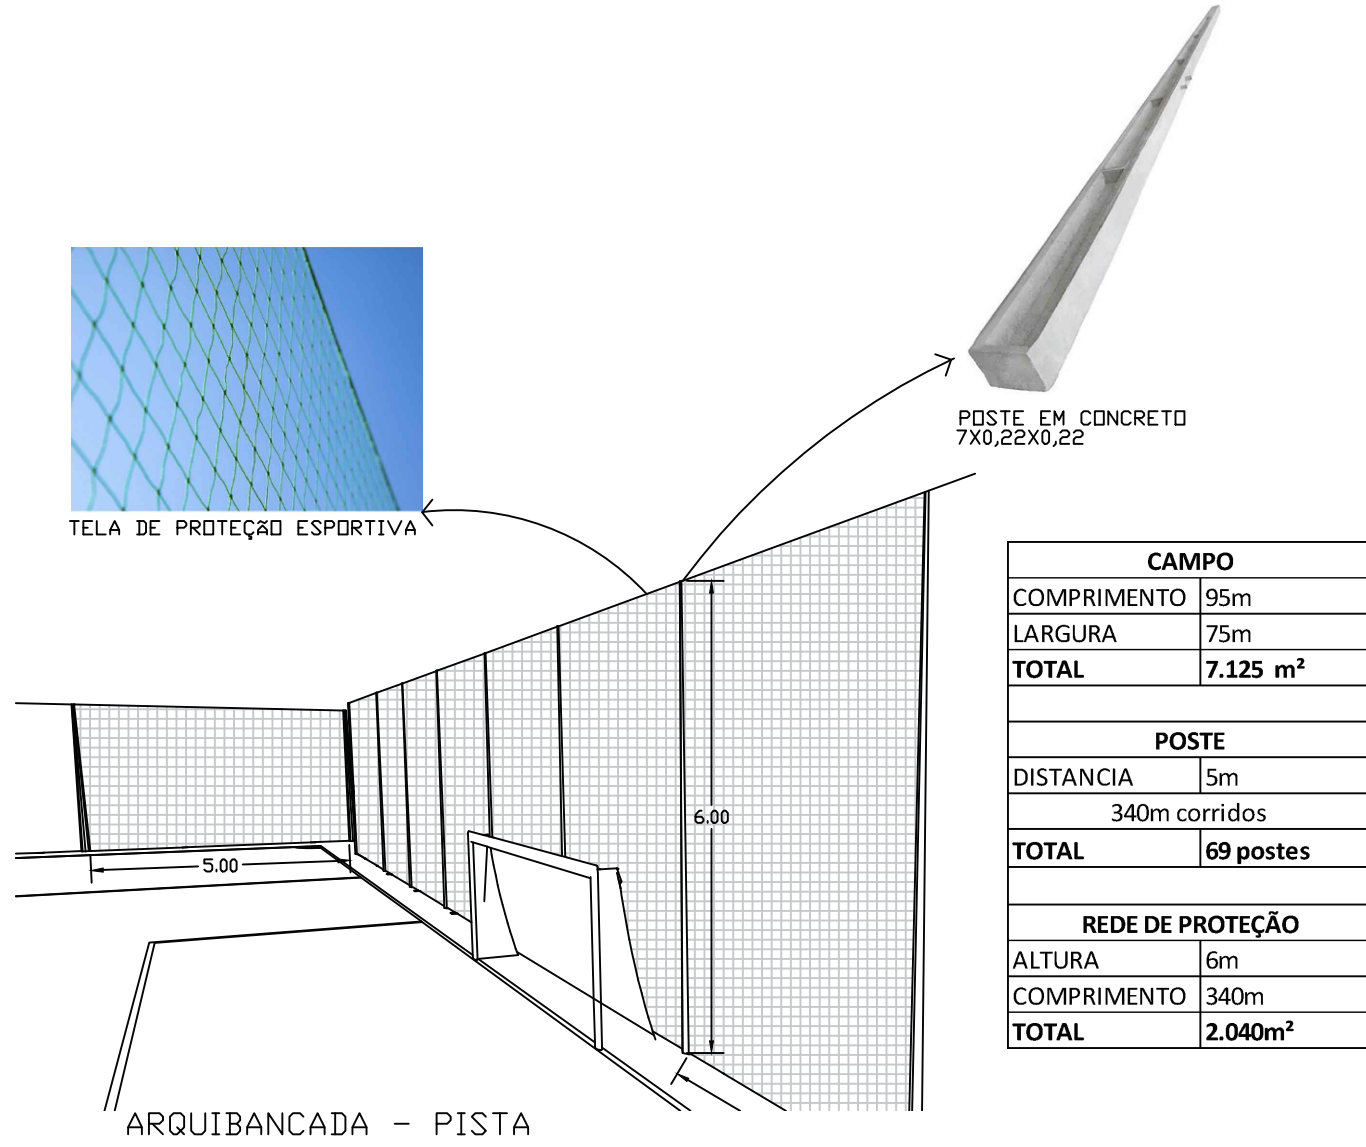 POSTE EM CONCRETO
7X0,22X0,22
TELA DE PROTEÇÃO ESPORTIVA
6.00
5.00
ARQUIBANCADA - PISTA
CAMPO
COMPRIMENTO 95m
LARGURA 75m
TOTAL 7.125 m²
POSTE
DISTANCIA 5m
340m corridos
TOTAL 69 postes
REDE DE PROTEÇÃO
ALTURA 6m
COMPRIMENTO 340m
TOTAL 2.040m²